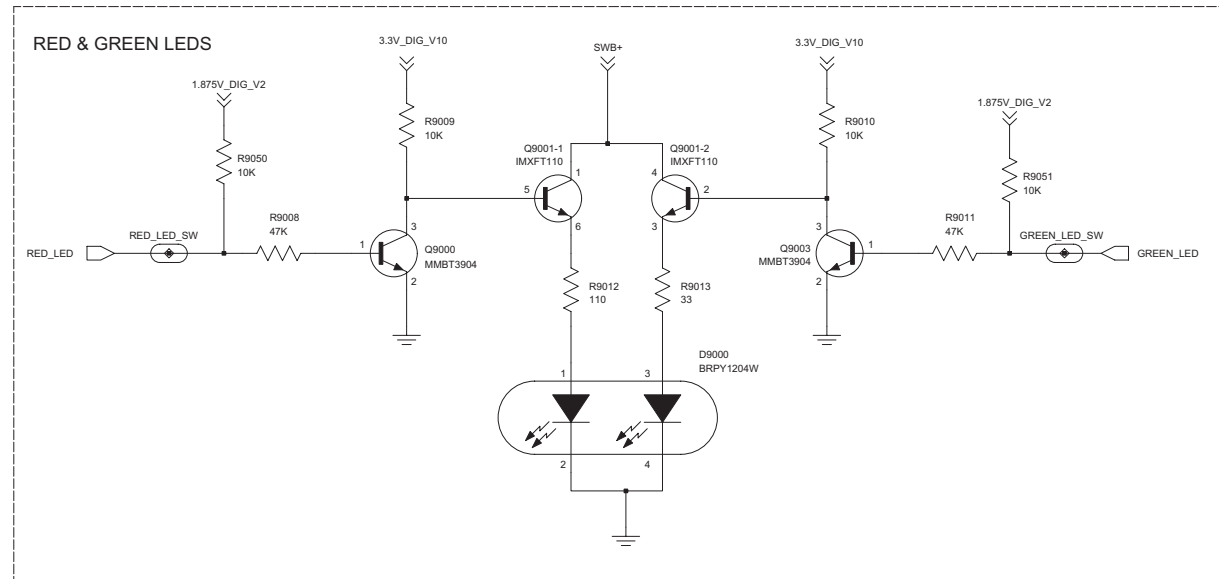 RED & GREEN LEDS
3.3V_DIG_V10
SWB+
3.3V_DIG_V10
1.875V_DIG_V2
1.875V_DIG_V2
R9009
10K
R9010
10K
R9050
10K
Q9001-1
IMXFT110
Q9001-2
IMXFT110
R9051
10K
1
4
5
2
R9008
47K
R9011
47K
RED_LED
RED_LED_SW
1
3
2
Q9000
MMBT3904
6
3
Q9003
MMBT3904
3
1
2
GREEN_LED_SW
GREEN_LED
R9012
110
R9013
33
D9000
BRPY1204W
1
3
2
4